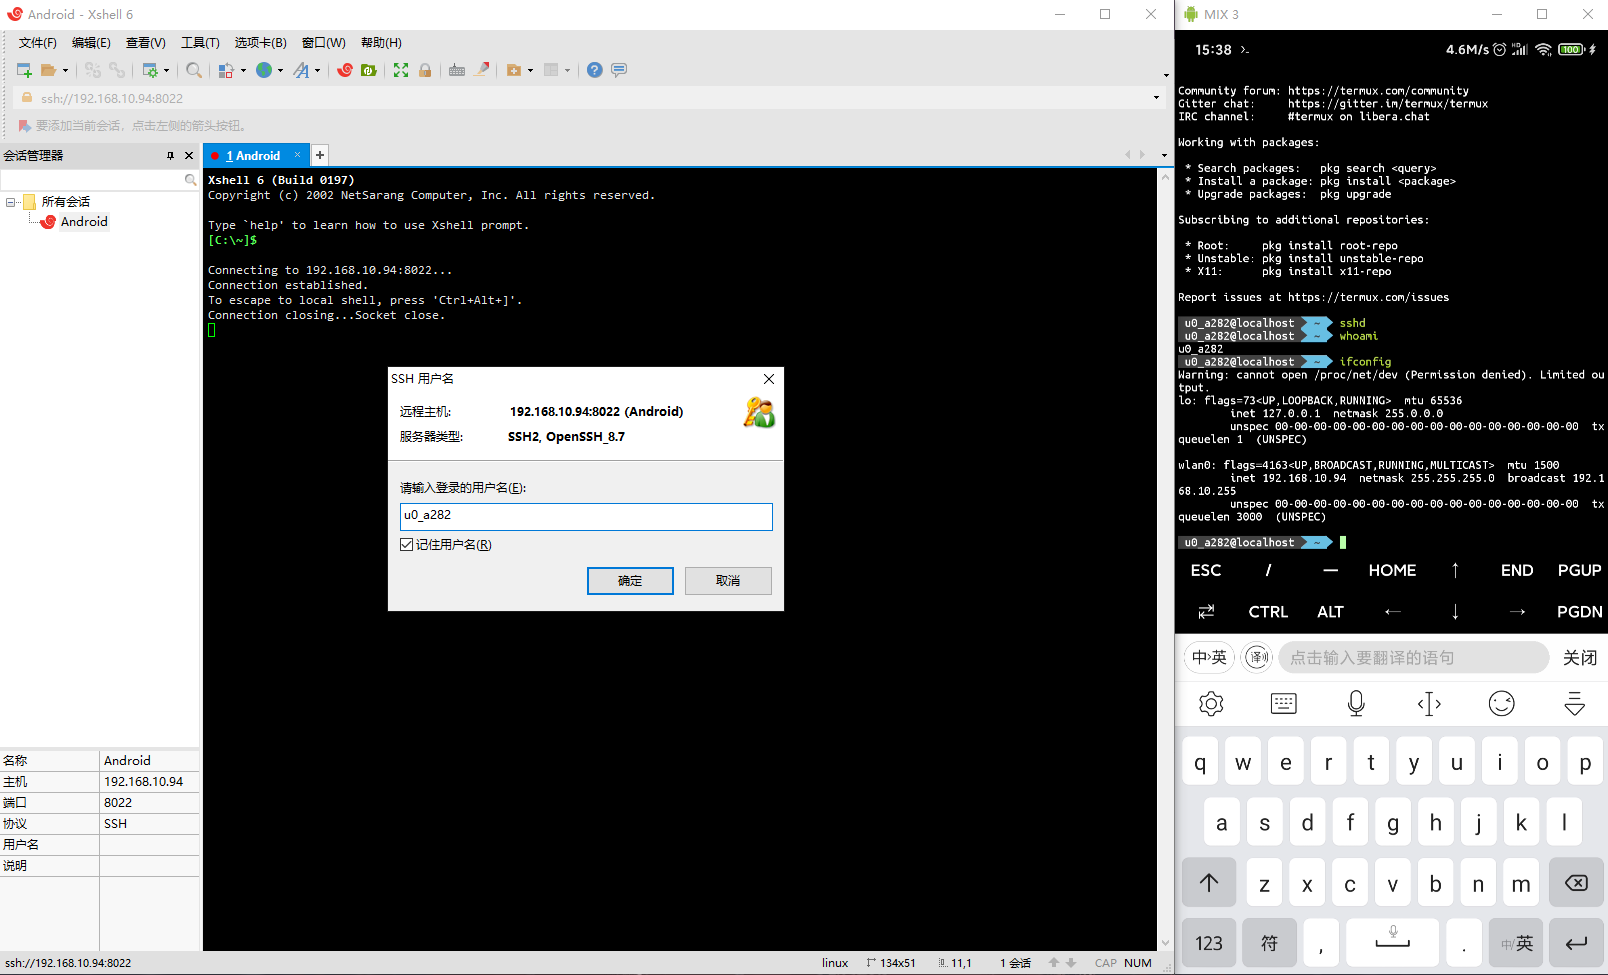 Android - Xshell 6
文件(F) 编辑(E) 查看(V) 工具(T) 选项卡(B) 窗口(W) 帮助(H)
ssh://192.168.10.94:8022
要添加当前会话，点击左侧的箭头按钮。
会话管理器
所有会话
Android
名称 Android
主机 192.168.10.94
端口 8022
协议 SSH
用户名
说明
1 Android
Xshell 6 (Build 0197)
Copyright (c) 2002 NetSarang Computer, Inc. All rights reserved.
Type `help' to learn how to use Xshell prompt.
[C:\~]$
Connecting to 192.168.10.94:8022...
Connection established.
To escape to local shell, press 'Ctrl+Alt+]'.
Connection closing...Socket close.
SSH 用户名
远程主机: 192.168.10.94:8022 (Android)
服务器类型: SSH2, OpenSSH_8.7
请输入登录的用户名(E):
u0_a282
记住用户名(R)
确定 取消
ssh://192.168.10.94:8022 linux 134x51 11,1 1 会话 CAP NUM
MIX 3
15:38 >_ 4.6M/s HD 100
Community forum: https://termux.com/community
Gitter chat: https://gitter.im/termux/termux
IRC channel: #termux on libera.chat
Working with packages:
* Search packages: pkg search <query>
* Install a package: pkg install <package>
* Upgrade packages: pkg upgrade
Subscribing to additional repositories:
* Root: pkg install root-repo
* Unstable: pkg install unstable-repo
* X11: pkg install x11-repo
Report issues at https://termux.com/issues
u0_a282@localhost ~ sshd
u0_a282@localhost ~ whoami
u0_a282
u0_a282@localhost ~ ifconfig
Warning: cannot open /proc/net/dev (Permission denied). Limited ou
tput.
lo: flags=73<UP,LOOPBACK,RUNNING> mtu 65536
inet 127.0.0.1 netmask 255.0.0.0
unspec 00-00-00-00-00-00-00-00-00-00-00-00-00-00-00-00 tx
queuelen 1 (UNSPEC)
wlan0: flags=4163<UP,BROADCAST,RUNNING,MULTICAST> mtu 1500
inet 192.168.10.94 netmask 255.255.255.0 broadcast 192.1
68.10.255
unspec 00-00-00-00-00-00-00-00-00-00-00-00-00-00-00-00 tx
queuelen 3000 (UNSPEC)
u0_a282@localhost ~
ESC / — HOME ↑ END PGUP
⇄ CTRL ALT ← ↓ → PGDN
中›英 译 点击输入要翻译的语句 关闭
q w e r t y u i o p
a s d f g h j k l
z x c v b n m
123 符 , . 中/英